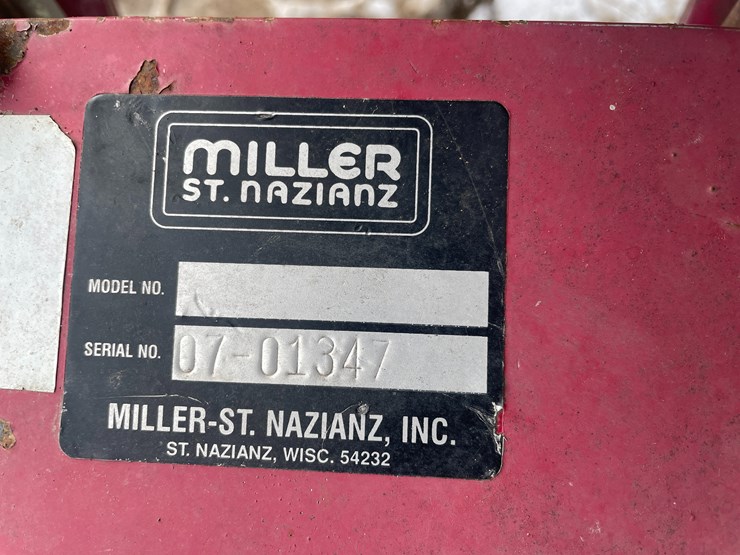 MILLER
ST. NAZIANZ
MODEL NO.
SERIAL NO. 07-01347
MILLER-ST. NAZIANZ, INC.
ST. NAZIANZ, WISC. 54232